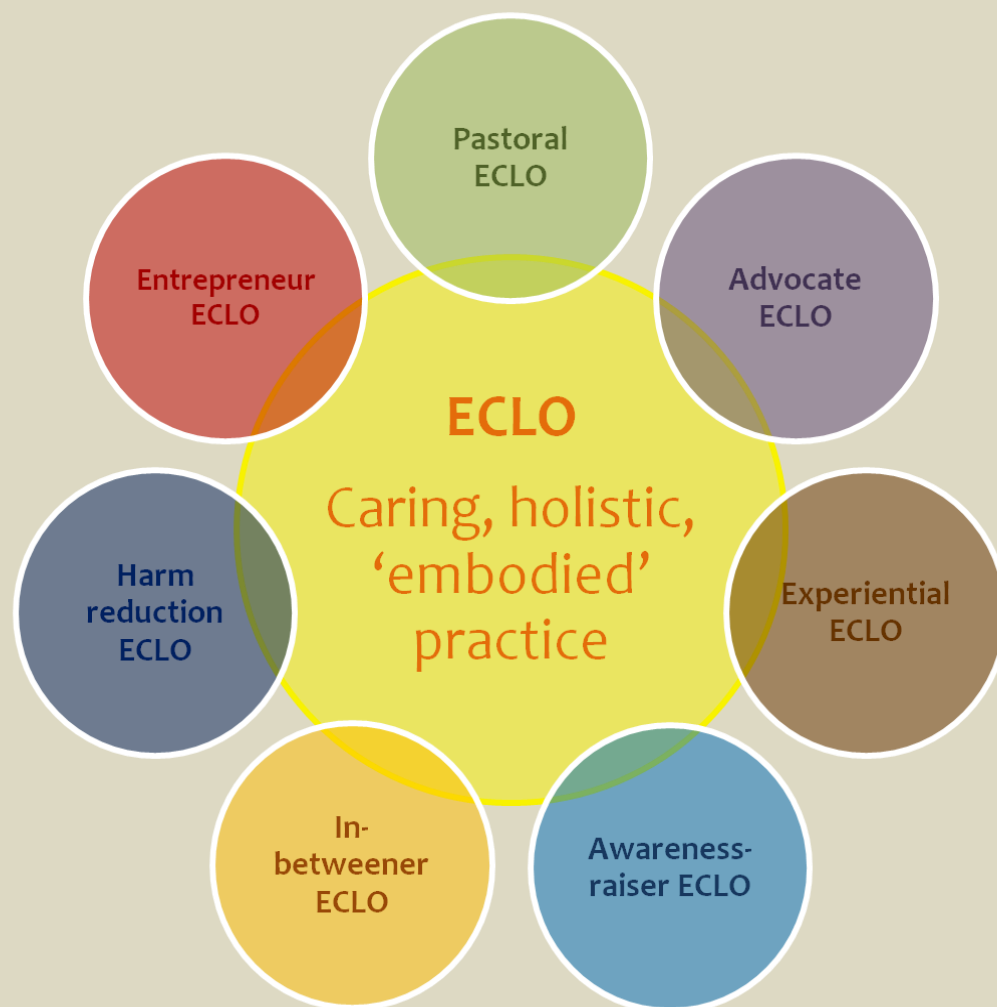 Pastoral
ECLO
Advocate
ECLO
Experiential
ECLO
Awareness-
raiser ECLO
In-
betweener
ECLO
Harm
reduction
ECLO
Entrepreneur
ECLO
ECLO
Caring, holistic,
‘embodied’
practice